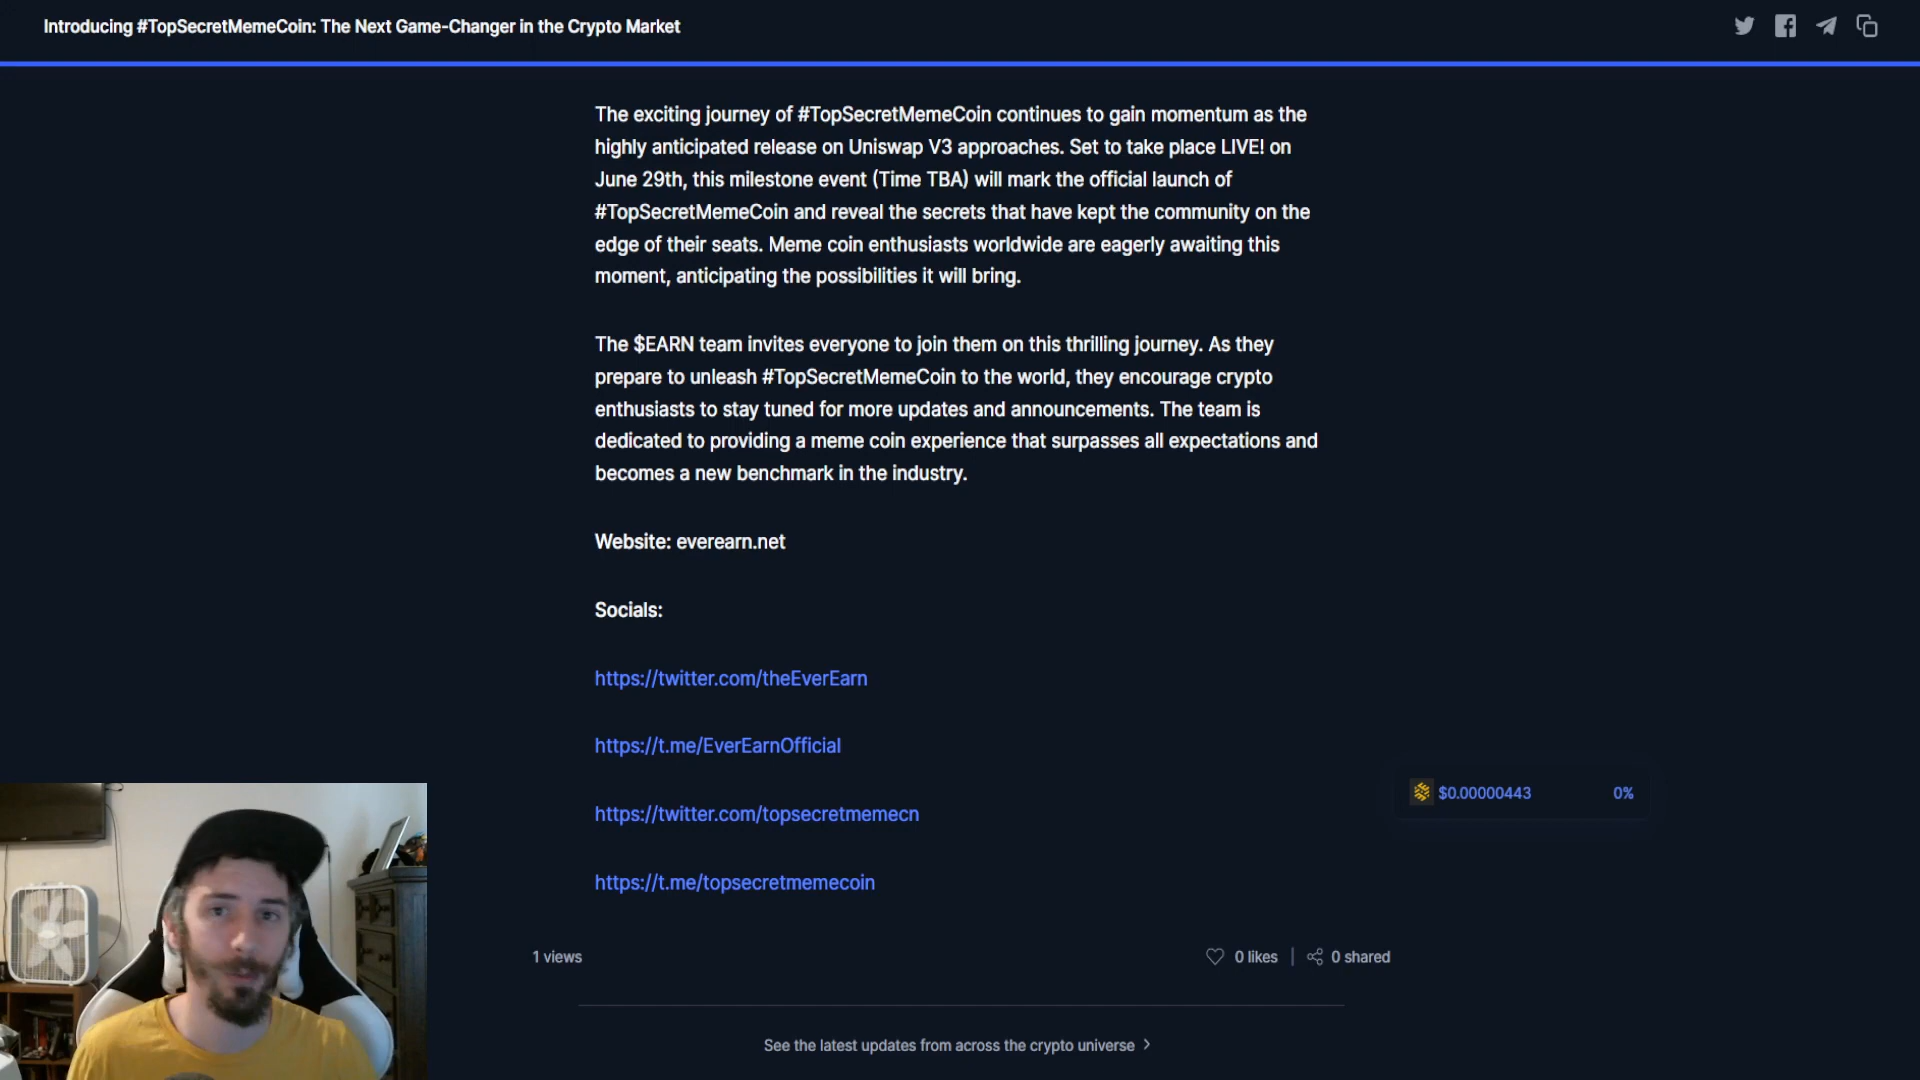 Introducing #TopSecretMemeCoin: The Next Game-Changer in the Crypto Market
The exciting journey of #TopSecretMemeCoin continues to gain momentum as the
highly anticipated release on Uniswap V3 approaches. Set to take place LIVE! on
June 29th, this milestone event (Time TBA) will mark the official launch of
#TopSecretMemeCoin and reveal the secrets that have kept the community on the
edge of their seats. Meme coin enthusiasts worldwide are eagerly awaiting this
moment, anticipating the possibilities it will bring.
The $EARN team invites everyone to join them on this thrilling journey. As they
prepare to unleash #TopSecretMemeCoin to the world, they encourage crypto
enthusiasts to stay tuned for more updates and announcements. The team is
dedicated to providing a meme coin experience that surpasses all expectations and
becomes a new benchmark in the industry.
Website: everearn.net
Socials:
https://twitter.com/theEverEarn
https://t.me/EverEarnOfficial
https://twitter.com/topsecretmemecn
https://t.me/topsecretmemecoin
$0.00000443 0%
1 views 0 likes 0 shared
See the latest updates from across the crypto universe